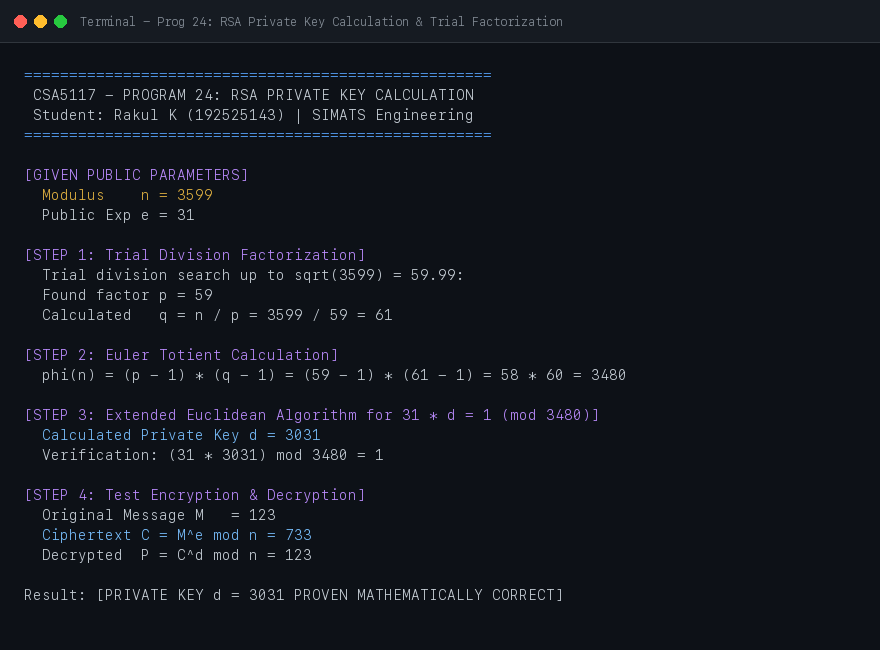 Terminal — Prog 24: RSA Private Key Calculation & Trial Factorization
====================================================
CSA5117 – PROGRAM 24: RSA PRIVATE KEY CALCULATION
Student: Rakul K (192525143) | SIMATS Engineering
====================================================
[GIVEN PUBLIC PARAMETERS]
Modulus    n = 3599
Public Exp e = 31
[STEP 1: Trial Division Factorization]
Trial division search up to sqrt(3599) = 59.99:
Found factor p = 59
Calculated   q = n / p = 3599 / 59 = 61
[STEP 2: Euler Totient Calculation]
phi(n) = (p - 1) * (q - 1) = (59 - 1) * (61 - 1) = 58 * 60 = 3480
[STEP 3: Extended Euclidean Algorithm for 31 * d = 1 (mod 3480)]
Calculated Private Key d = 3031
Verification: (31 * 3031) mod 3480 = 1
[STEP 4: Test Encryption & Decryption]
Original Message M   = 123
Ciphertext C = M^e mod n = 733
Decrypted  P = C^d mod n = 123
Result: [PRIVATE KEY d = 3031 PROVEN MATHEMATICALLY CORRECT]